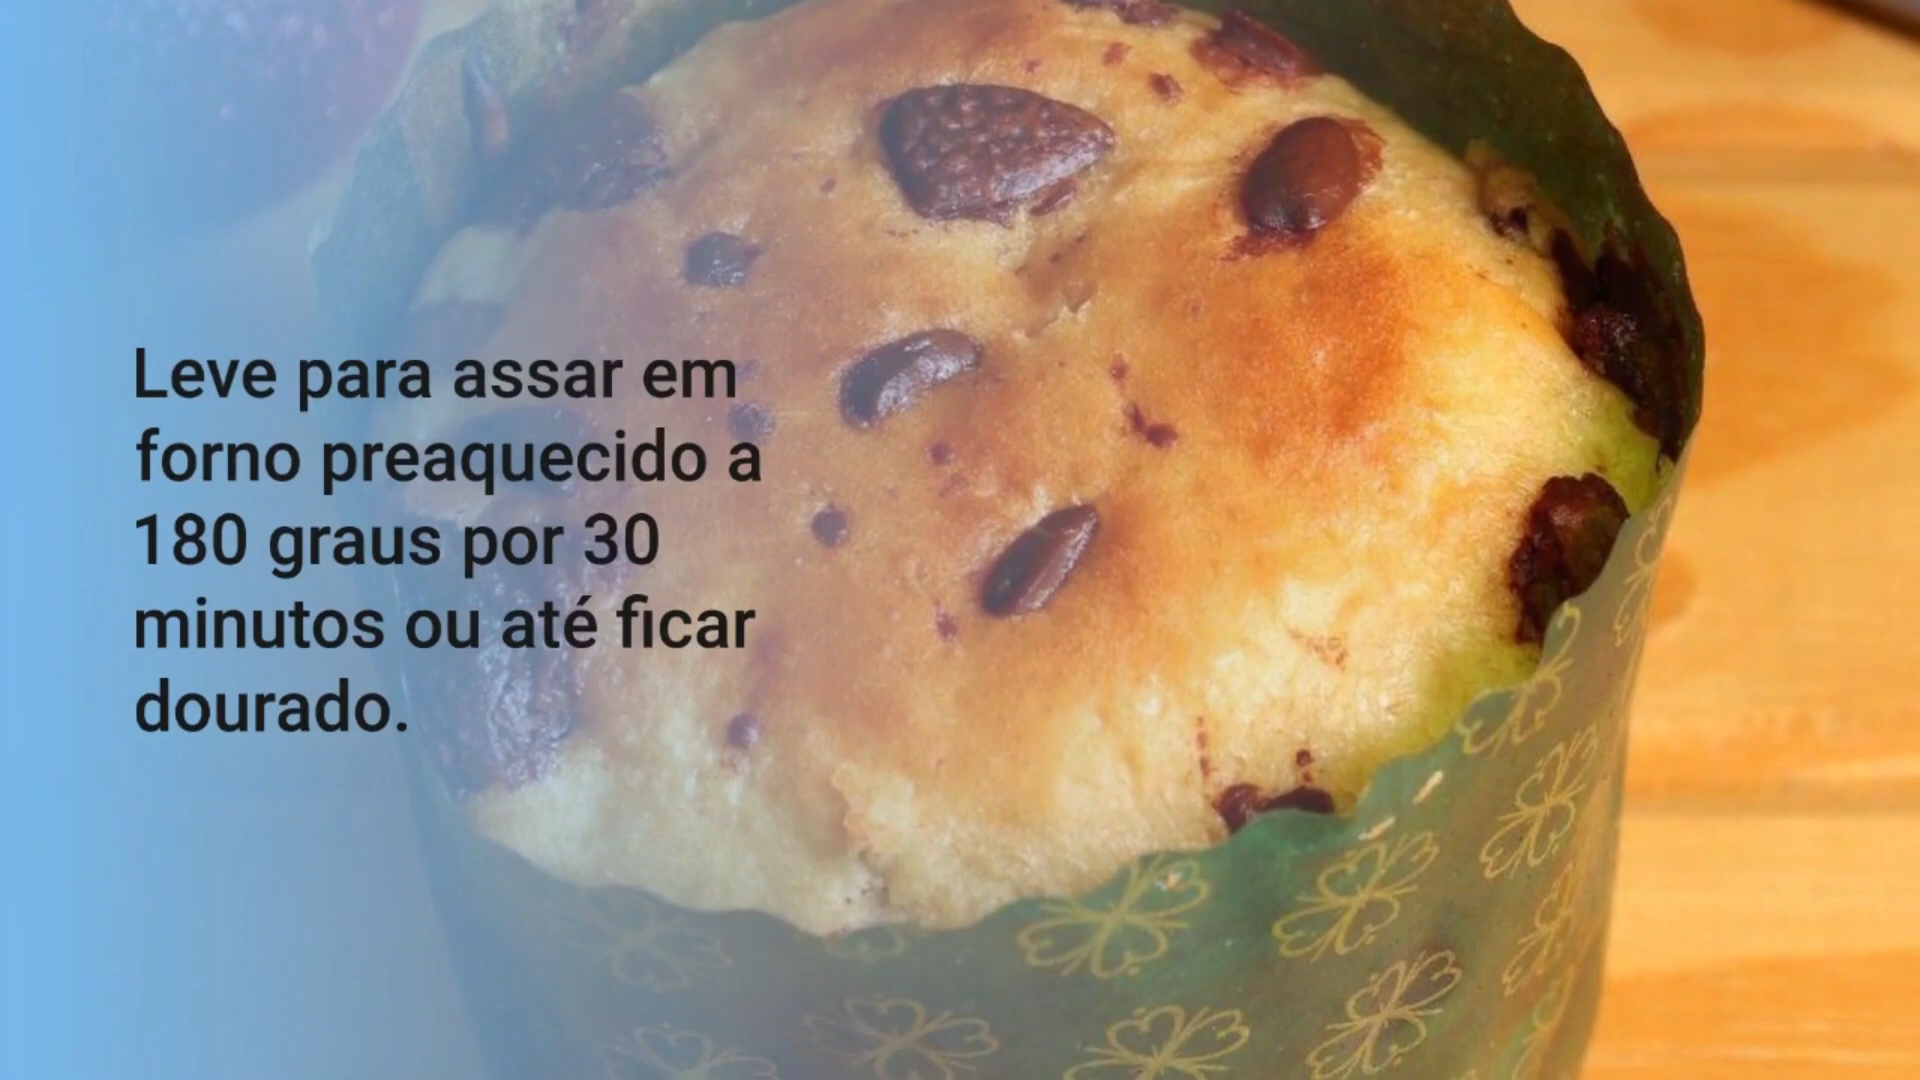 Leve para assar em
forno preaquecido a
180 graus por 30
minutos ou até ficar
dourado.